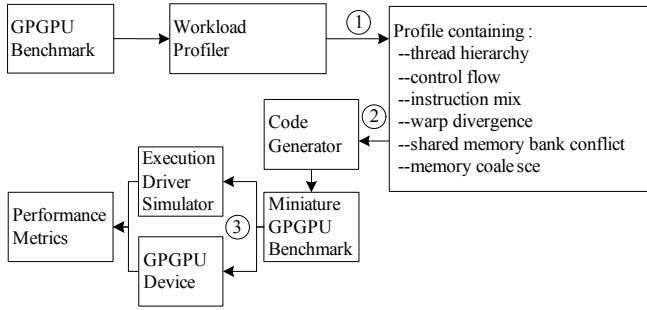 GPGPU
Benchmark
Workload
Profiler
1
Profile containing :
--thread hierarchy
--control flow
--instruction mix
--warp divergence
--shared memory bank conflict
--memory coale sce
2
Code
Generator
Execution
Driver
Simulator
Miniature
GPGPU
Benchmark
3
Performance
Metrics
GPGPU
Device